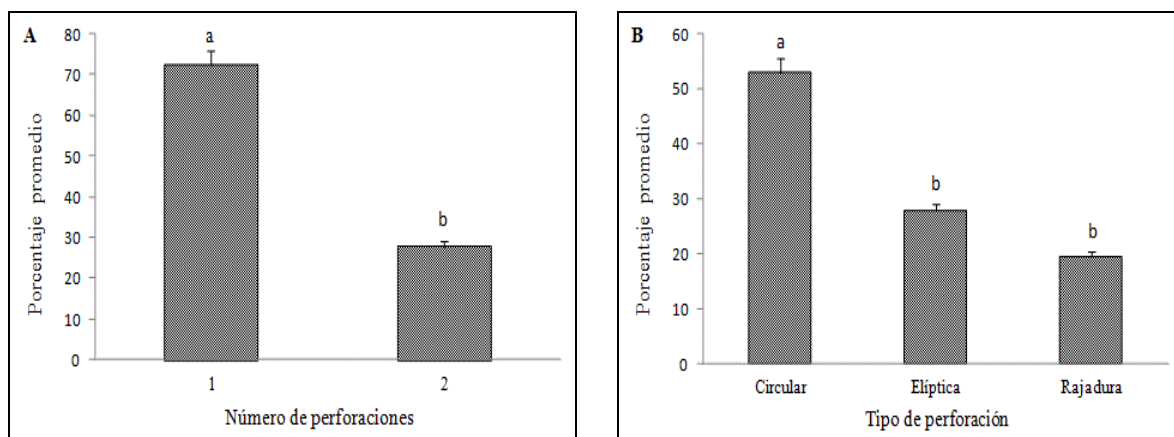 A
80
70
60
50
40
30
20
10
0
Porcentaje promedio
a
b
1
2
Número de perforaciones
B
60
50
40
30
20
10
0
Porcentaje promedio
a
b
b
Circular
Elíptica
Rajadura
Tipo de perforación